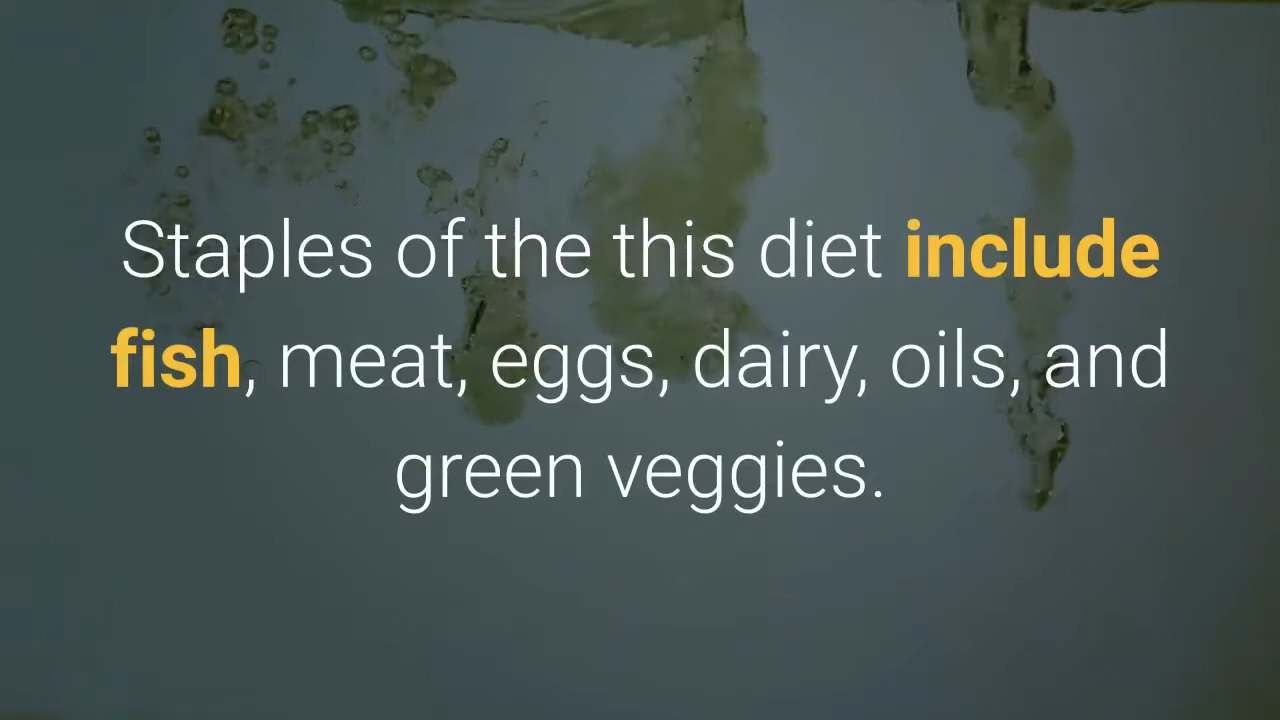 Staples of the this diet include
fish, meat, eggs, dairy, oils, and
green veggies.